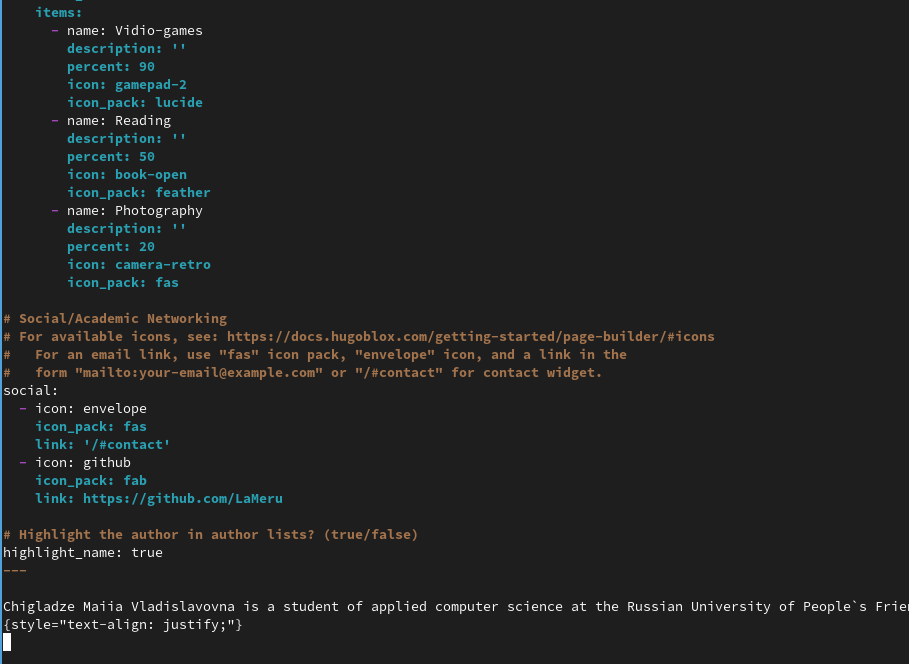 items:
- name: Vidio-games
description: ''
percent: 90
icon: gamepad-2
icon_pack: lucide
- name: Reading
description: ''
percent: 50
icon: book-open
icon_pack: feather
- name: Photography
description: ''
percent: 20
icon: camera-retro
icon_pack: fas
# Social/Academic Networking
# For available icons, see: https://docs.hugoblox.com/getting-started/page-builder/#icons
#   For an email link, use "fas" icon pack, "envelope" icon, and a link in the
#   form "mailto:your-email@example.com" or "/#contact" for contact widget.
social:
- icon: envelope
icon_pack: fas
link: '/#contact'
- icon: github
icon_pack: fab
link: https://github.com/LaMeru
# Highlight the author in author lists? (true/false)
highlight_name: true
---
Chigladze Maiia Vladislavovna is a student of applied computer science at the Russian University of People`s
{style="text-align: justify;"}